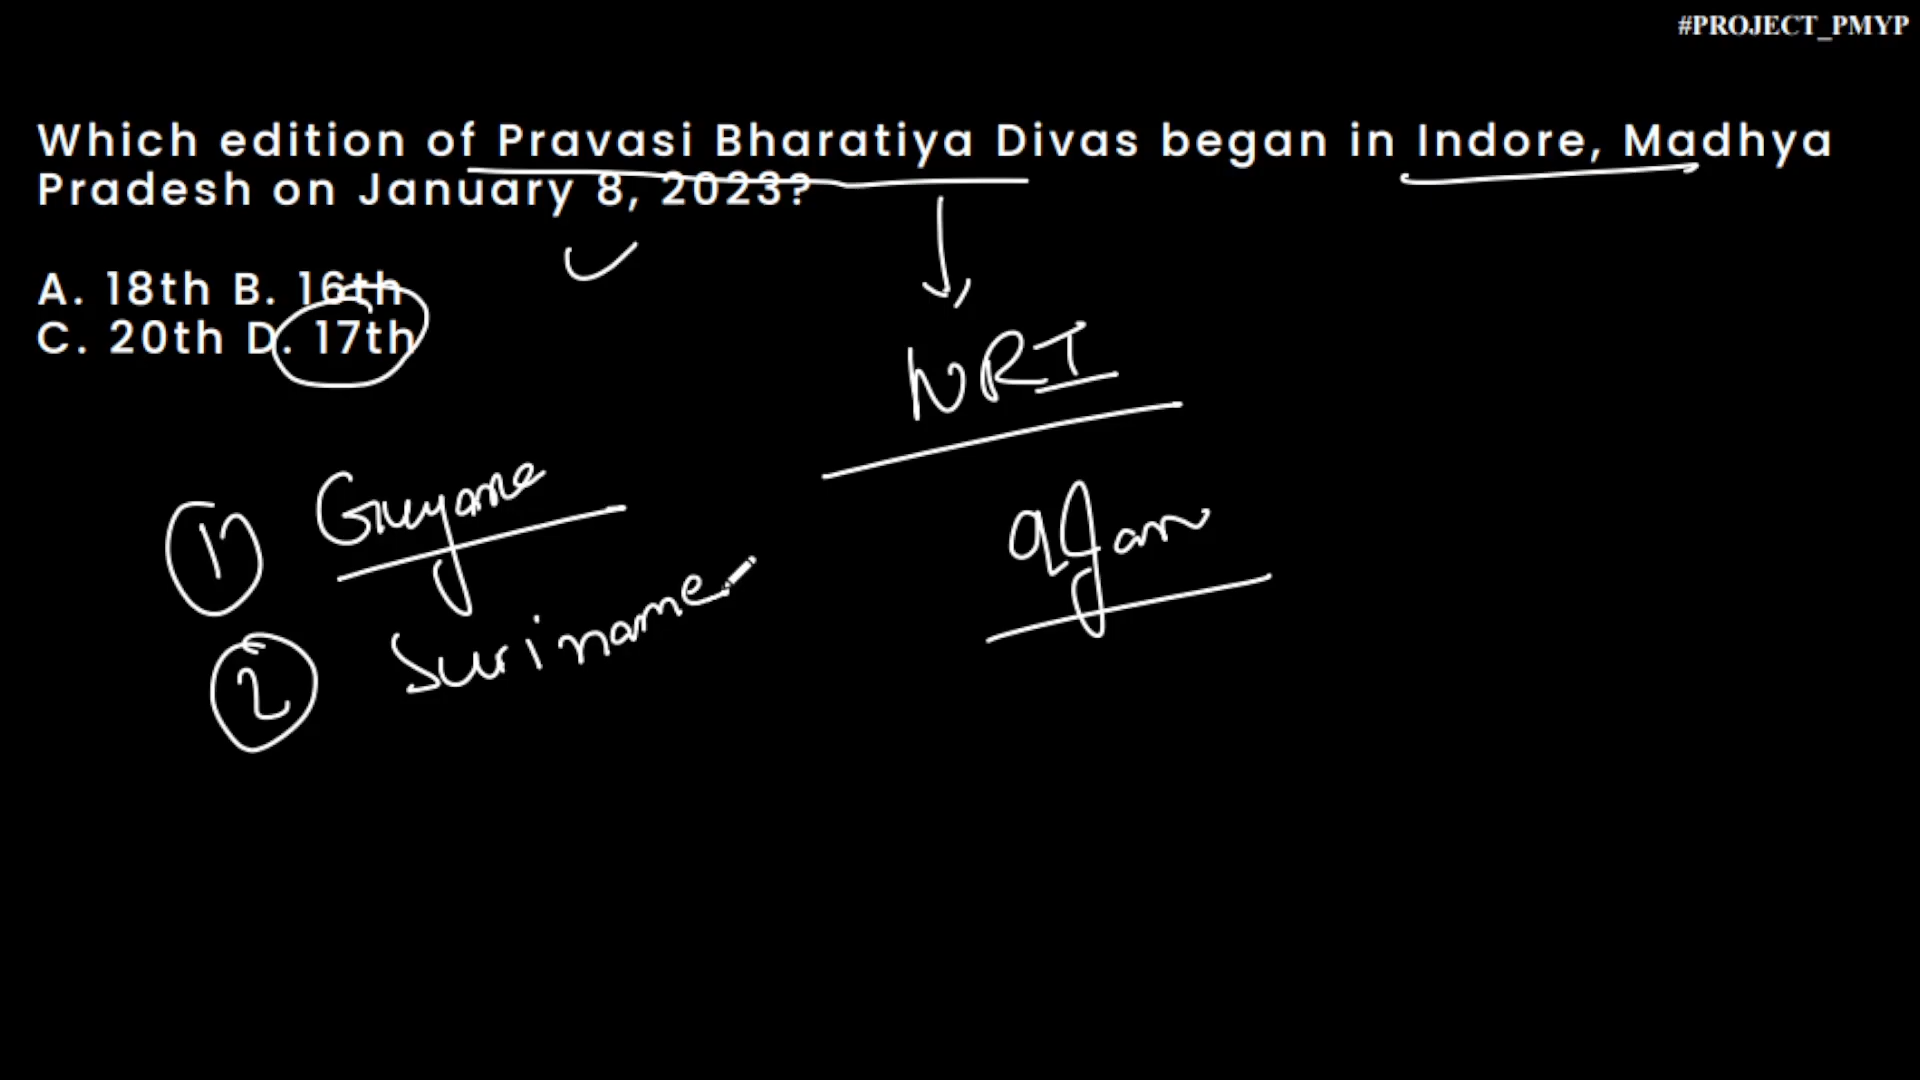 #PROJECT_PMYP
Which edition of Pravasi Bharatiya Divas began in Indore, Madhya
Pradesh on January 8, 2023?
A. 18th B. 16th
C. 20th D. 17th
NRI
1 Guyane
9 Jan
2 Suriname